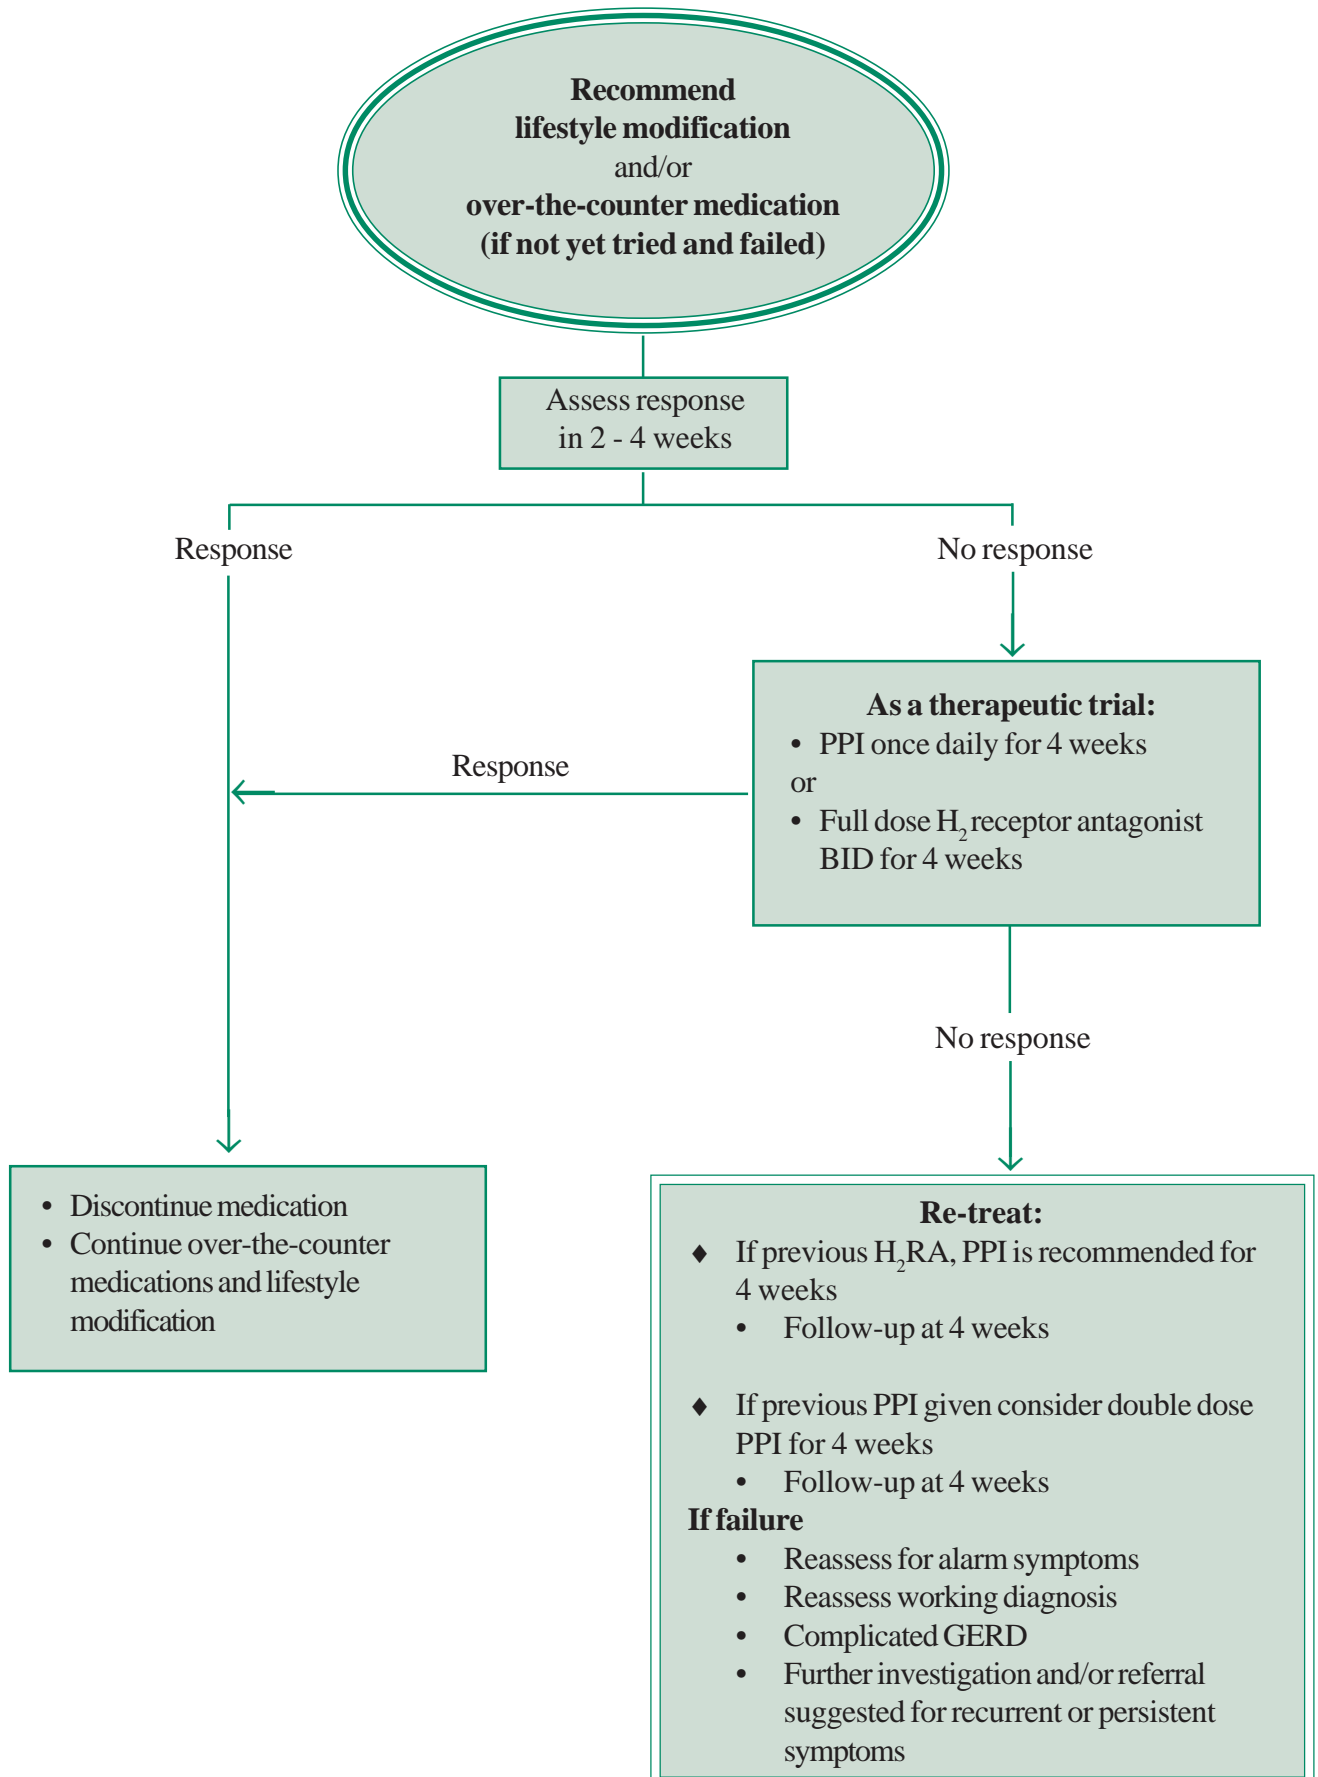 Recommend
lifestyle modification
and/or
over-the-counter medication
(if not yet tried and failed)
Assess response
in 2 - 4 weeks
Response
No response
As a therapeutic trial:
• PPI once daily for 4 weeks
or
• Full dose H₂ receptor antagonist
BID for 4 weeks
Response
No response
• Discontinue medication
• Continue over-the-counter
medications and lifestyle
modification
Re-treat:
♦ If previous H₂RA, PPI is recommended for
4 weeks
• Follow-up at 4 weeks
♦ If previous PPI given consider double dose
PPI for 4 weeks
• Follow-up at 4 weeks
If failure
• Reassess for alarm symptoms
• Reassess working diagnosis
• Complicated GERD
• Further investigation and/or referral
suggested for recurrent or persistent
symptoms